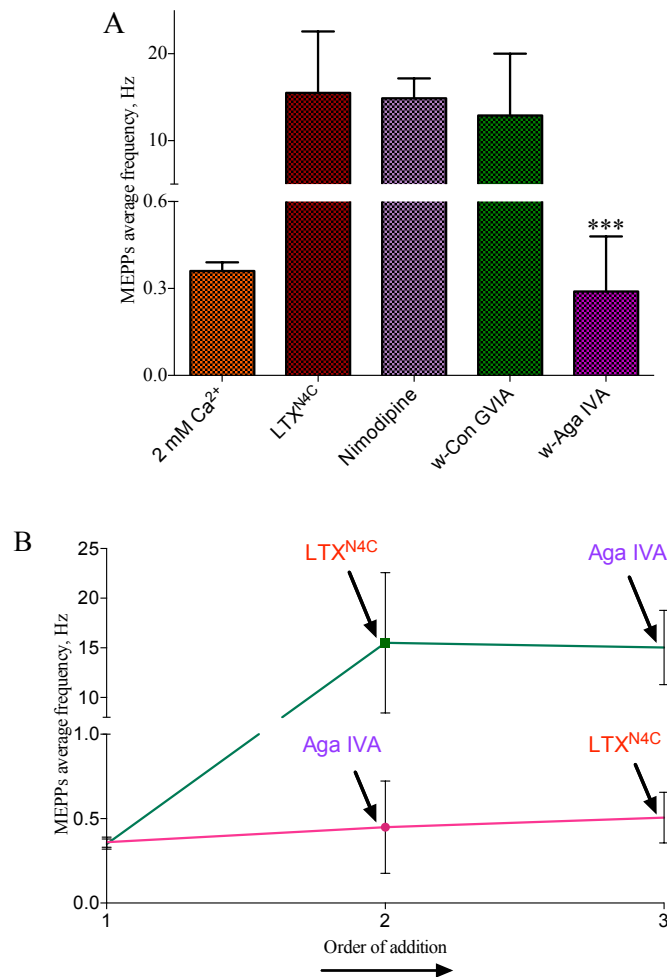 A
MEPPs average frequency, Hz
20
10
0.6
0.3
0.0
***
2 mM Ca²⁺
LTXᴺ⁴ᶜ
Nimodipine
w-Con GVIA
w-Aga IVA
B
MEPPs average frequency, Hz
25
20
15
10
5
1.0
0.5
0.0
LTXᴺ⁴ᶜ
Aga IVA
Aga IVA
LTXᴺ⁴ᶜ
1
2
3
Order of addition